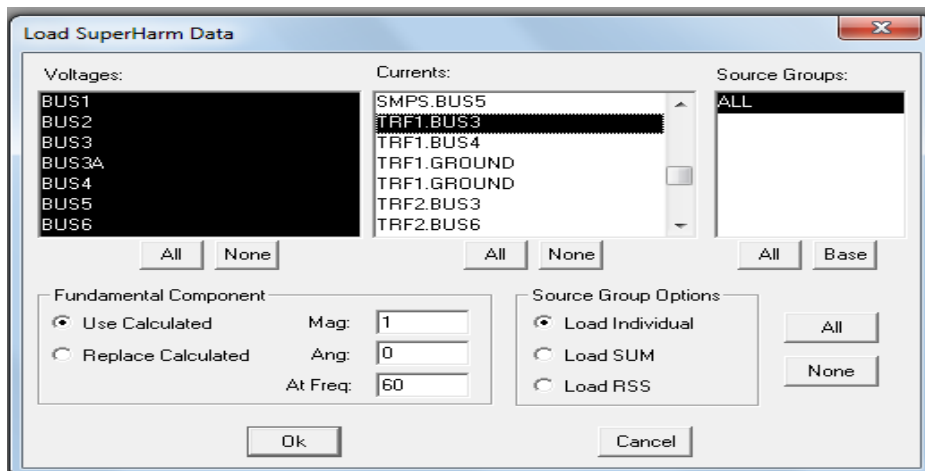 Load SuperHarm Data
Voltages:
BUS1
BUS2
BUS3
BUS3A
BUS4
BUS5
BUS6
All None
Currents:
SMPS.BUS5
TRF1.BUS3
TRF1.BUS4
TRF1.GROUND
TRF1.GROUND
TRF2.BUS3
TRF2.BUS6
All None
Source Groups:
ALL
All Base
Fundamental Component
Use Calculated
Replace Calculated
Mag: 1
Ang: 0
At Freq: 60
Source Group Options
Load Individual
Load SUM
Load RSS
All
None
Ok
Cancel